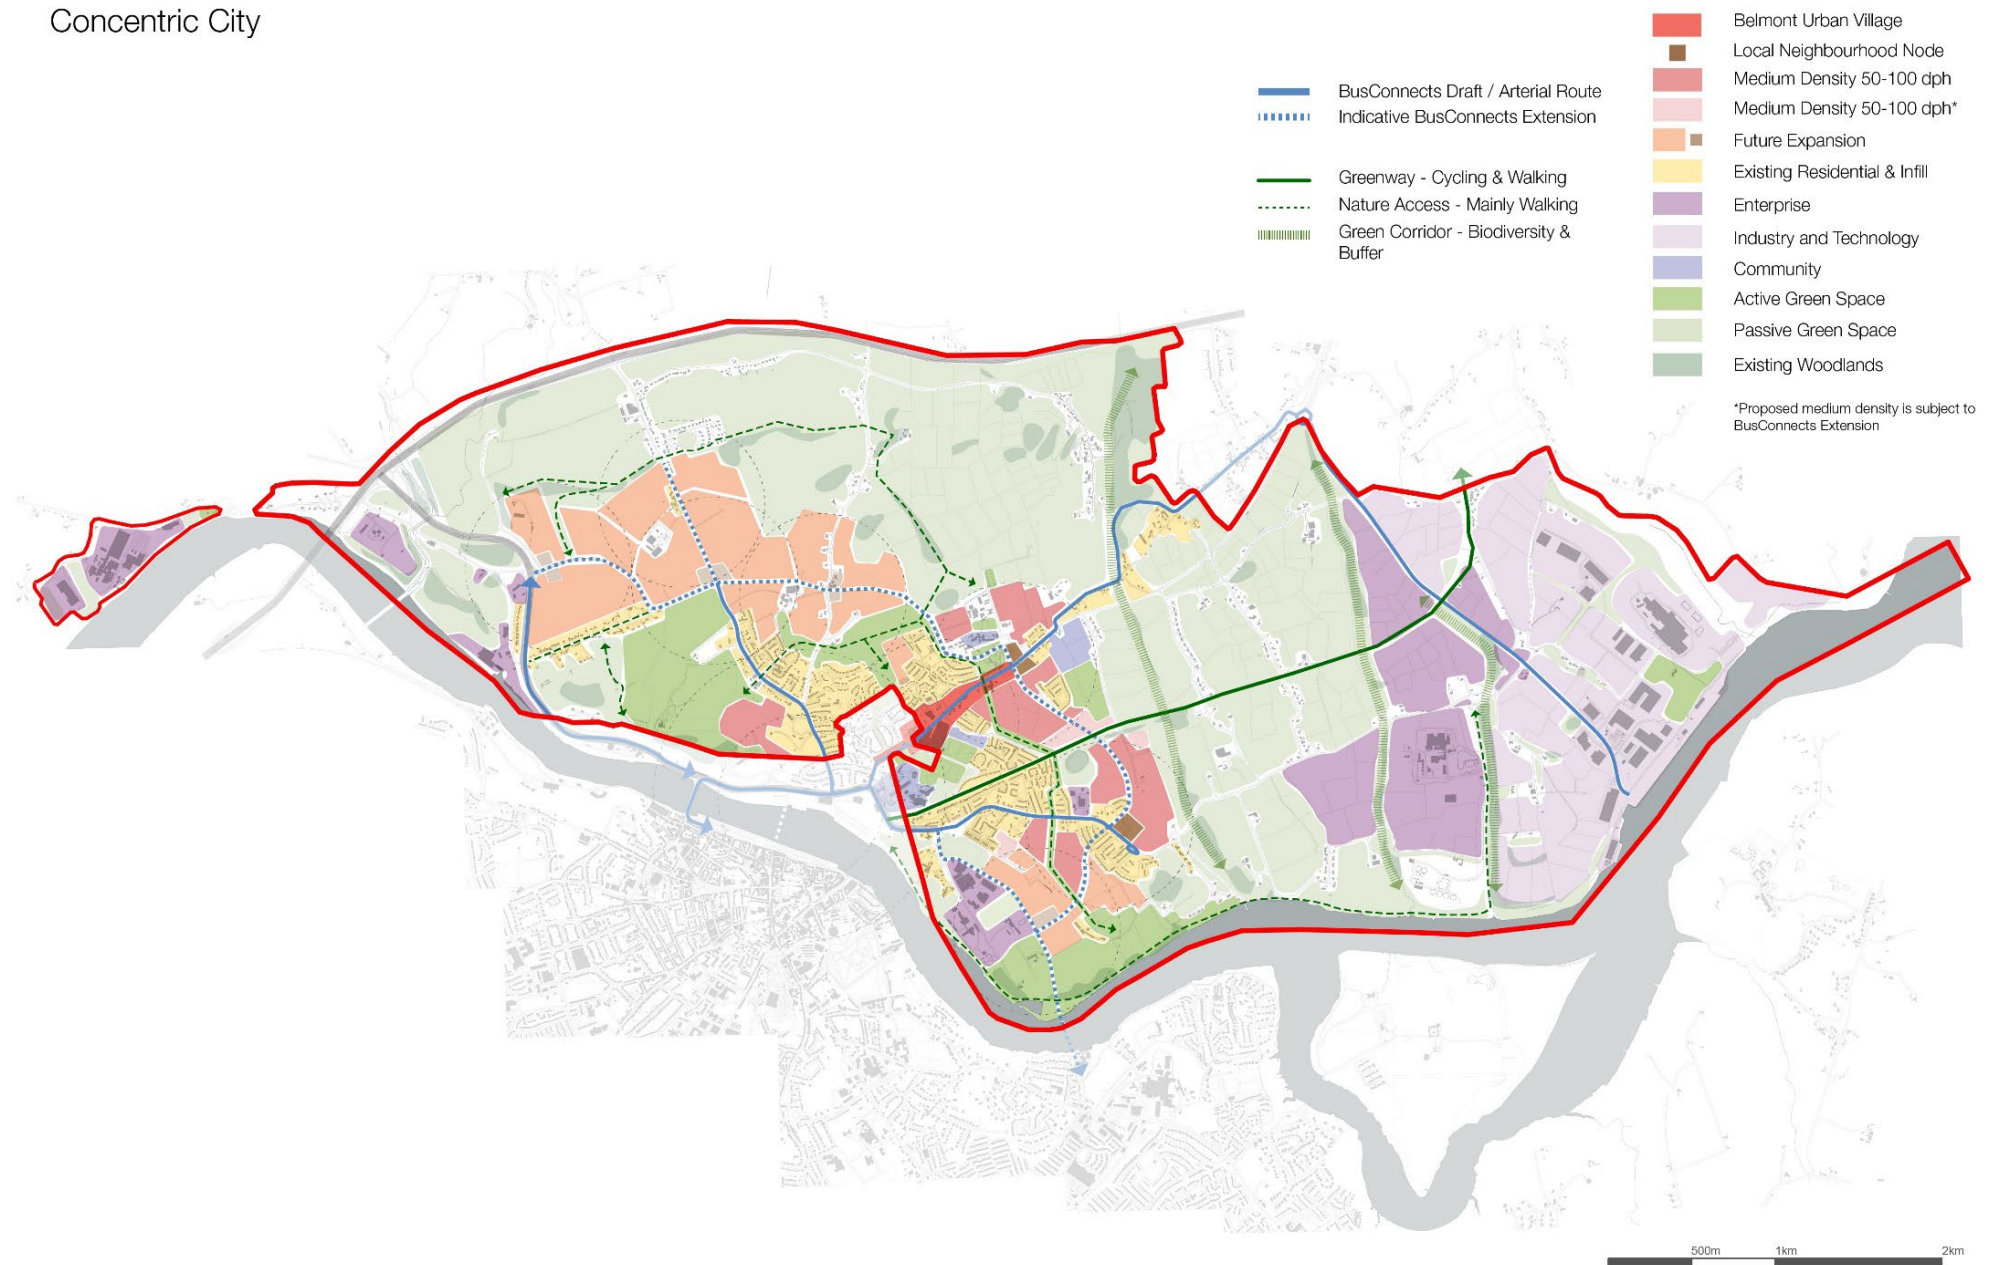 Concentric City
BusConnects Draft / Arterial Route
Indicative BusConnects Extension
Greenway - Cycling & Walking
Nature Access - Mainly Walking
Green Corridor - Biodiversity &
Buffer
Belmont Urban Village
Local Neighbourhood Node
Medium Density 50-100 dph
Medium Density 50-100 dph*
Future Expansion
Existing Residential & Infill
Enterprise
Industry and Technology
Community
Active Green Space
Passive Green Space
Existing Woodlands
*Proposed medium density is subject to
BusConnects Extension
500m 1km 2km